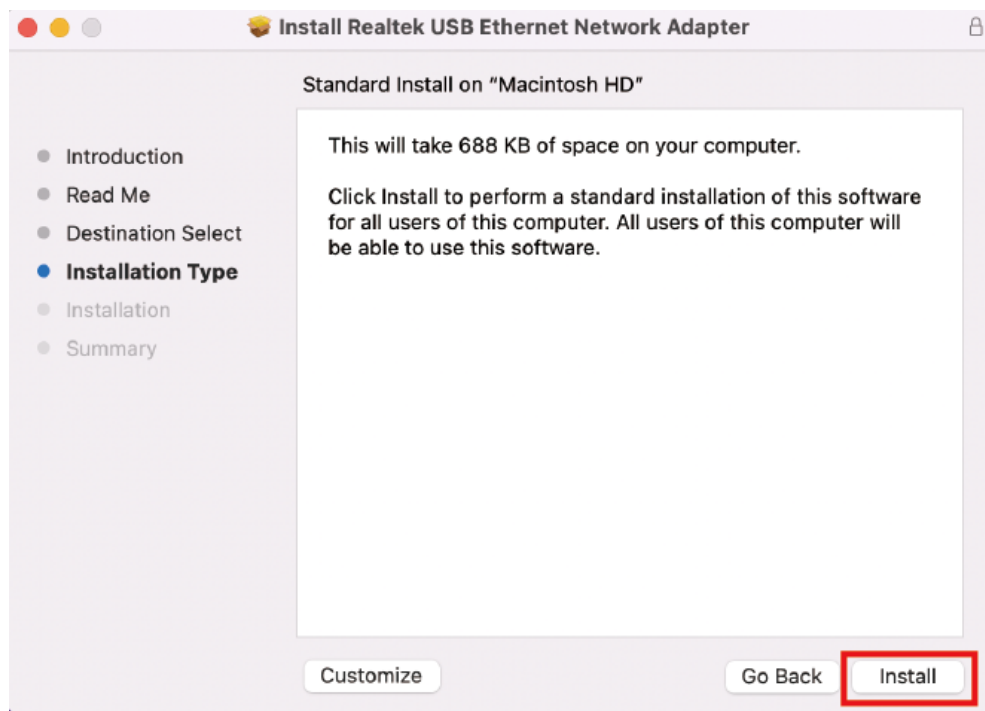 Install Realtek USB Ethernet Network Adapter
Standard Install on "Macintosh HD"
Introduction
Read Me
Destination Select
Installation Type
Installation
Summary
This will take 688 KB of space on your computer.
Click Install to perform a standard installation of this software
for all users of this computer. All users of this computer will
be able to use this software.
Customize
Go Back
Install